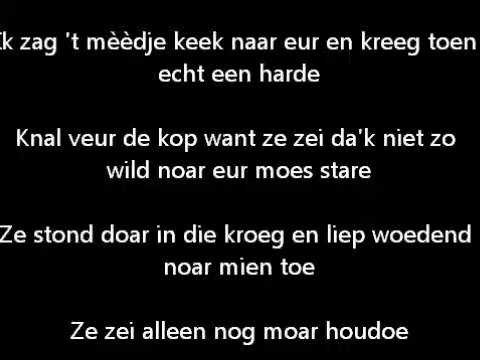 Ik zag 't mèèdje keek naar eur en kreeg toen
echt een harde
Knal veur de kop want ze zei da'k niet zo
wild noar eur moes stare
Ze stond doar in die kroeg en liep woedend
noar mien toe
Ze zei alleen nog moar houdoe